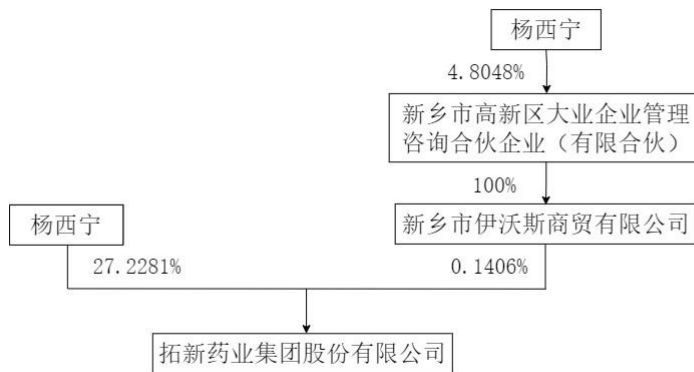 杨西宁
4.8048%
新乡市高新区大业企业管理
咨询合伙企业（有限合伙）
100%
杨西宁
新乡市伊沃斯商贸有限公司
27.2281%
0.1406%
拓新药业集团股份有限公司